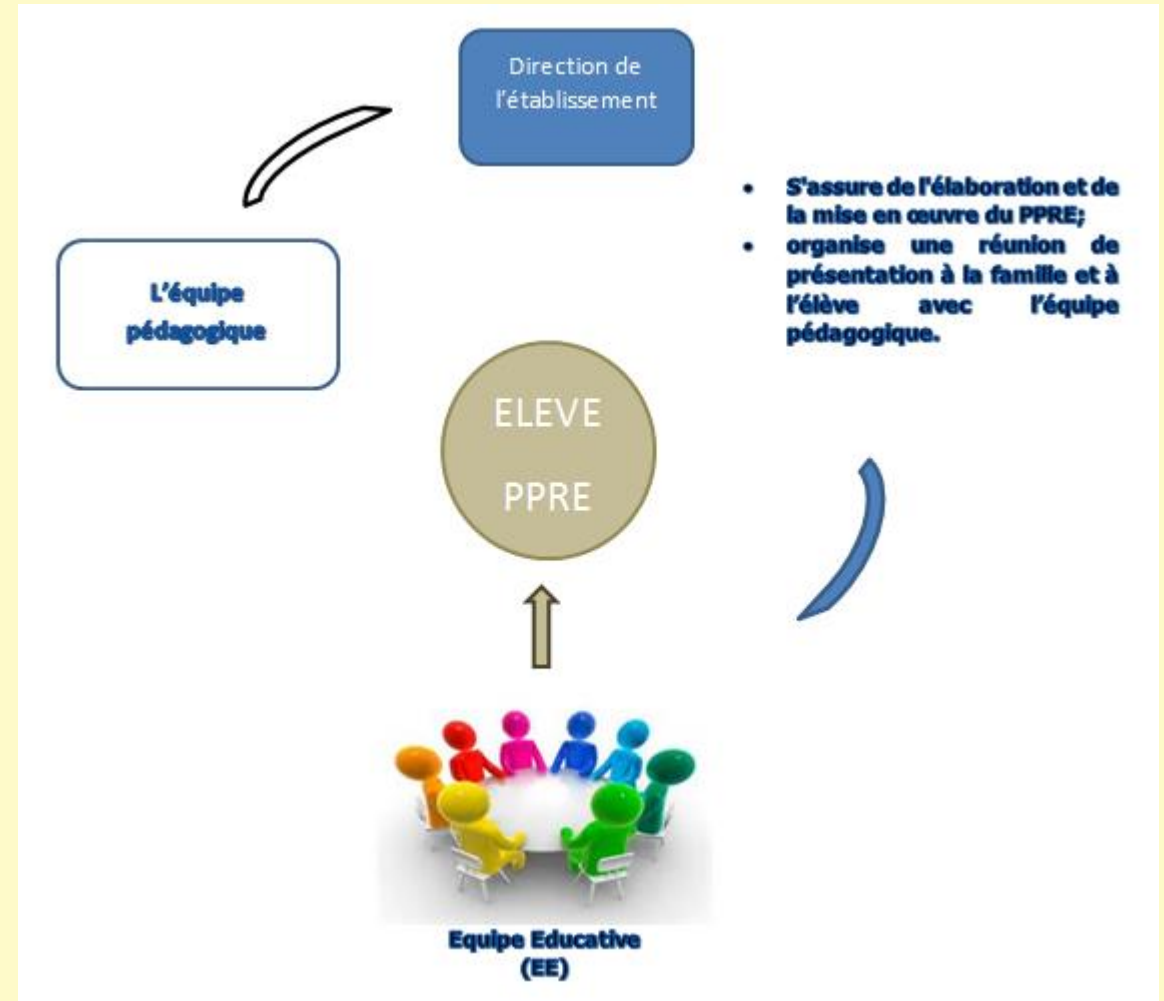 Direction de
l'établissement
• S'assure de l'élaboration et de
la mise en œuvre du PPRE;
• organise une réunion de
présentation à la famille et à
l'élève avec l'équipe
pédagogique.
L'équipe
pédagogique
ELEVE
PPRE
Equipe Educative
(EE)